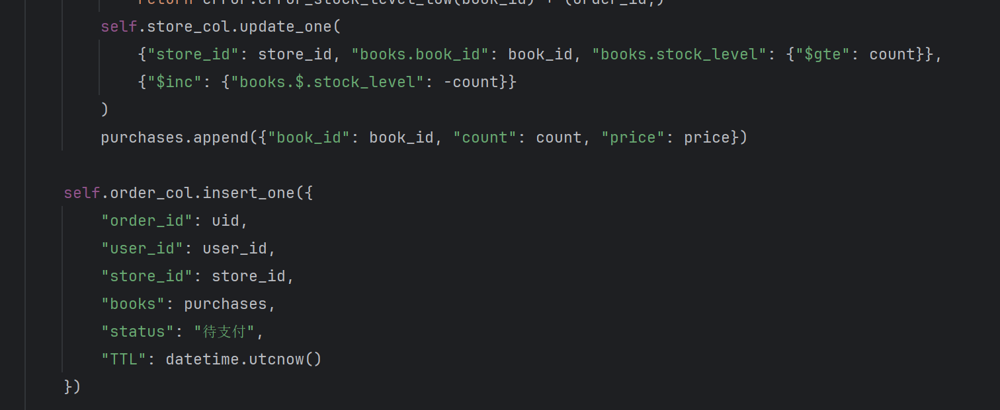 return error.error_stock_level_low(book_id) + (order_id,)
self.store_col.update_one(
{"store_id": store_id, "books.book_id": book_id, "books.stock_level": {"$gte": count}},
{"$inc": {"books.$.stock_level": -count}}
)
purchases.append({"book_id": book_id, "count": count, "price": price})
self.order_col.insert_one({
"order_id": uid,
"user_id": user_id,
"store_id": store_id,
"books": purchases,
"status": "待支付",
"TTL": datetime.utcnow()
})